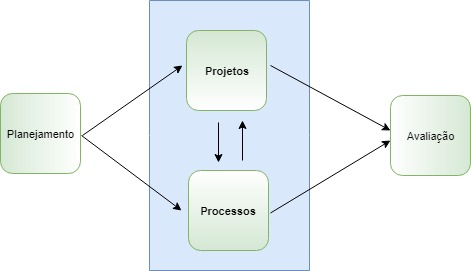 Projetos
Planejamento
Avaliação
Processos